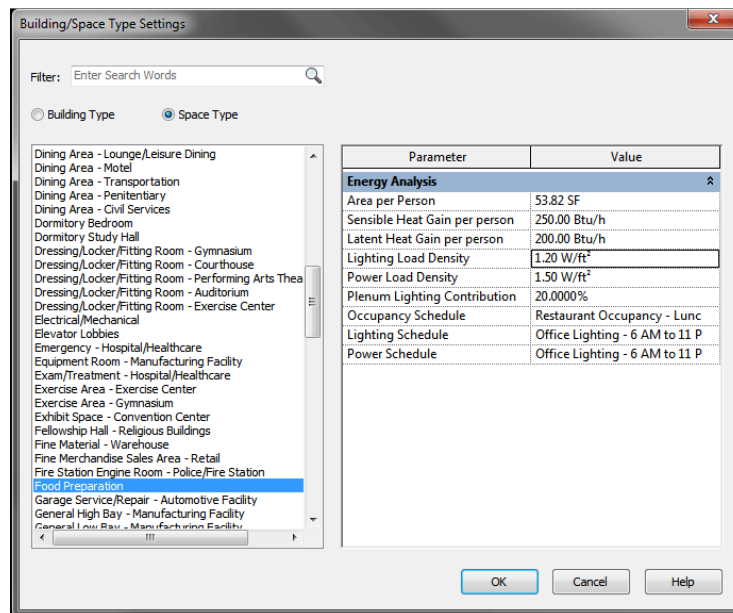 Building/Space Type Settings
Filter: Enter Search Words
Building Type Space Type
Dining Area - Lounge/Leisure Dining
Dining Area - Motel
Dining Area - Transportation
Dining Area - Penitentiary
Dining Area - Civil Services
Dormitory Bedroom
Dormitory Study Hall
Dressing/Locker/Fitting Room - Gymnasium
Dressing/Locker/Fitting Room - Courthouse
Dressing/Locker/Fitting Room - Performing Arts Thea
Dressing/Locker/Fitting Room - Auditorium
Dressing/Locker/Fitting Room - Exercise Center
Electrical/Mechanical
Elevator Lobbies
Emergency - Hospital/Healthcare
Equipment Room - Manufacturing Facility
Exam/Treatment - Hospital/Healthcare
Exercise Area - Exercise Center
Exercise Area - Gymnasium
Exhibit Space - Convention Center
Fellowship Hall - Religious Buildings
Fine Material - Warehouse
Fine Merchandise Sales Area - Retail
Fire Station Engine Room - Police/Fire Station
Food Preparation
Garage Service/Repair - Automotive Facility
General High Bay - Manufacturing Facility
General Low Bay - Manufacturing Facility
Parameter Value
Energy Analysis
Area per Person 53.82 SF
Sensible Heat Gain per person 250.00 Btu/h
Latent Heat Gain per person 200.00 Btu/h
Lighting Load Density 1.20 W/ft²
Power Load Density 1.50 W/ft²
Plenum Lighting Contribution 20.0000%
Occupancy Schedule Restaurant Occupancy - Lunc
Lighting Schedule Office Lighting - 6 AM to 11 P
Power Schedule Office Lighting - 6 AM to 11 P
OK Cancel Help